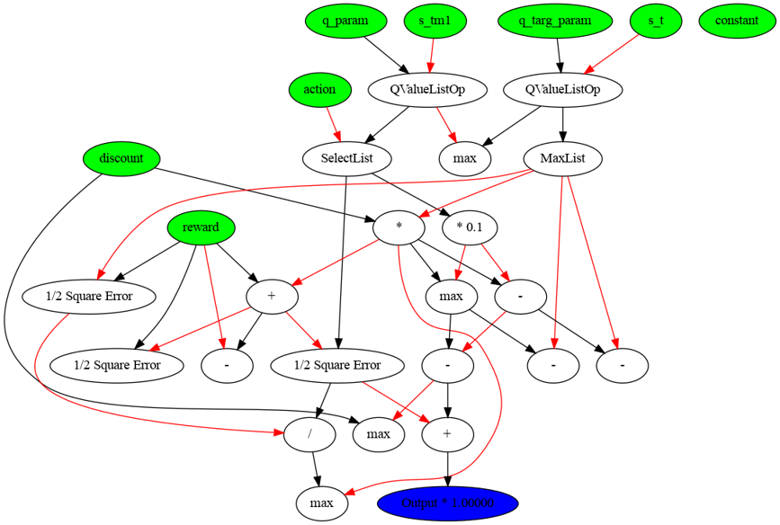 q_param s_tm1 q_targ_param s_t constant
action QValueListOp QValueListOp
discount SelectList max MaxList
reward * * 0.1
1/2 Square Error + max -
1/2 Square Error - 1/2 Square Error - - -
/ max +
max Output * 1.00000